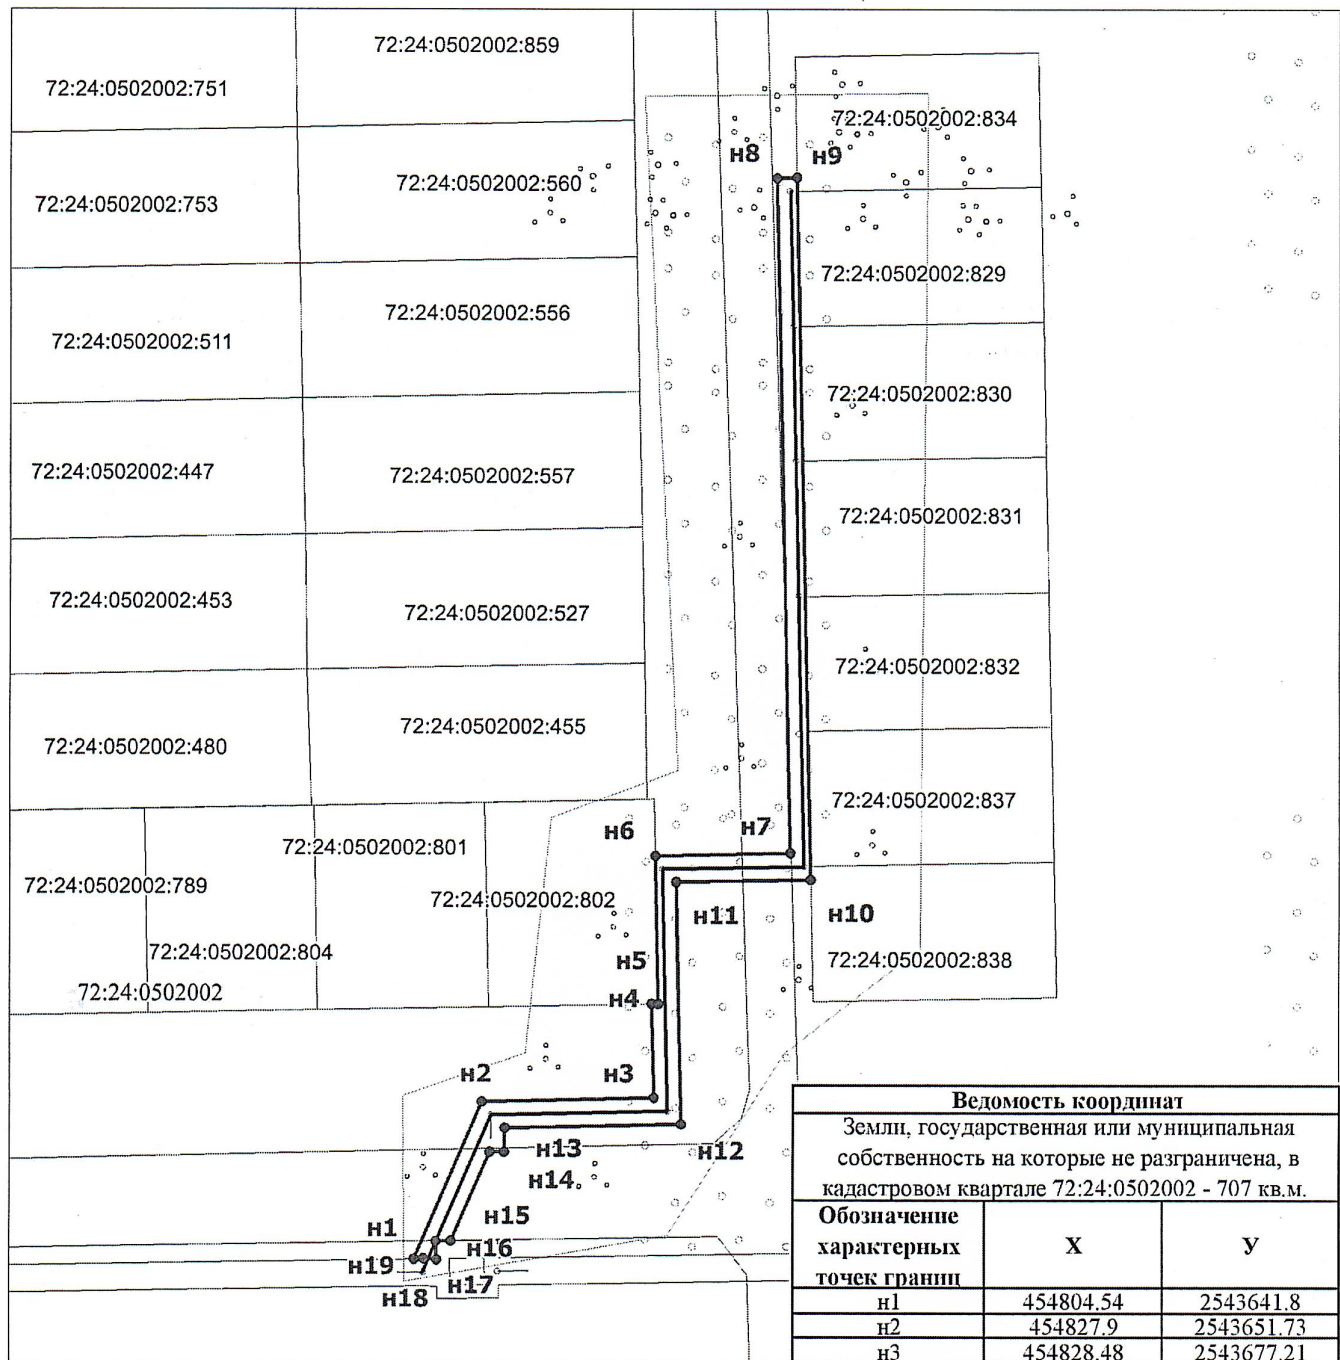 72:24:0502002:859
72:24:0502002:751
72:24:0502002:834
н8
н9
72:24:0502002:560
72:24:0502002:753
72:24:0502002:829
72:24:0502002:556
72:24:0502002:511
72:24:0502002:830
72:24:0502002:447
72:24:0502002:557
72:24:0502002:831
72:24:0502002:453
72:24:0502002:527
72:24:0502002:832
72:24:0502002:455
72:24:0502002:480
72:24:0502002:837
н6
н7
72:24:0502002:801
72:24:0502002:789
72:24:0502002:802
н11
н10
72:24:0502002:804
н5
72:24:0502002:838
72:24:0502002
н4
н2
н3
Ведомость координат
Земли, государственная или муниципальная
собственность на которые не разграничена, в
кадастровом квартале 72:24:0502002 - 707 кв.м.
н13
н12
н14
н1
н15
н16
н19
н17
н18
Обозначение
характерных
точек границ
X
У
н1 454804.54 2543641.8
н2 454827.9 2543651.73
н3 454828.48 2543677.21